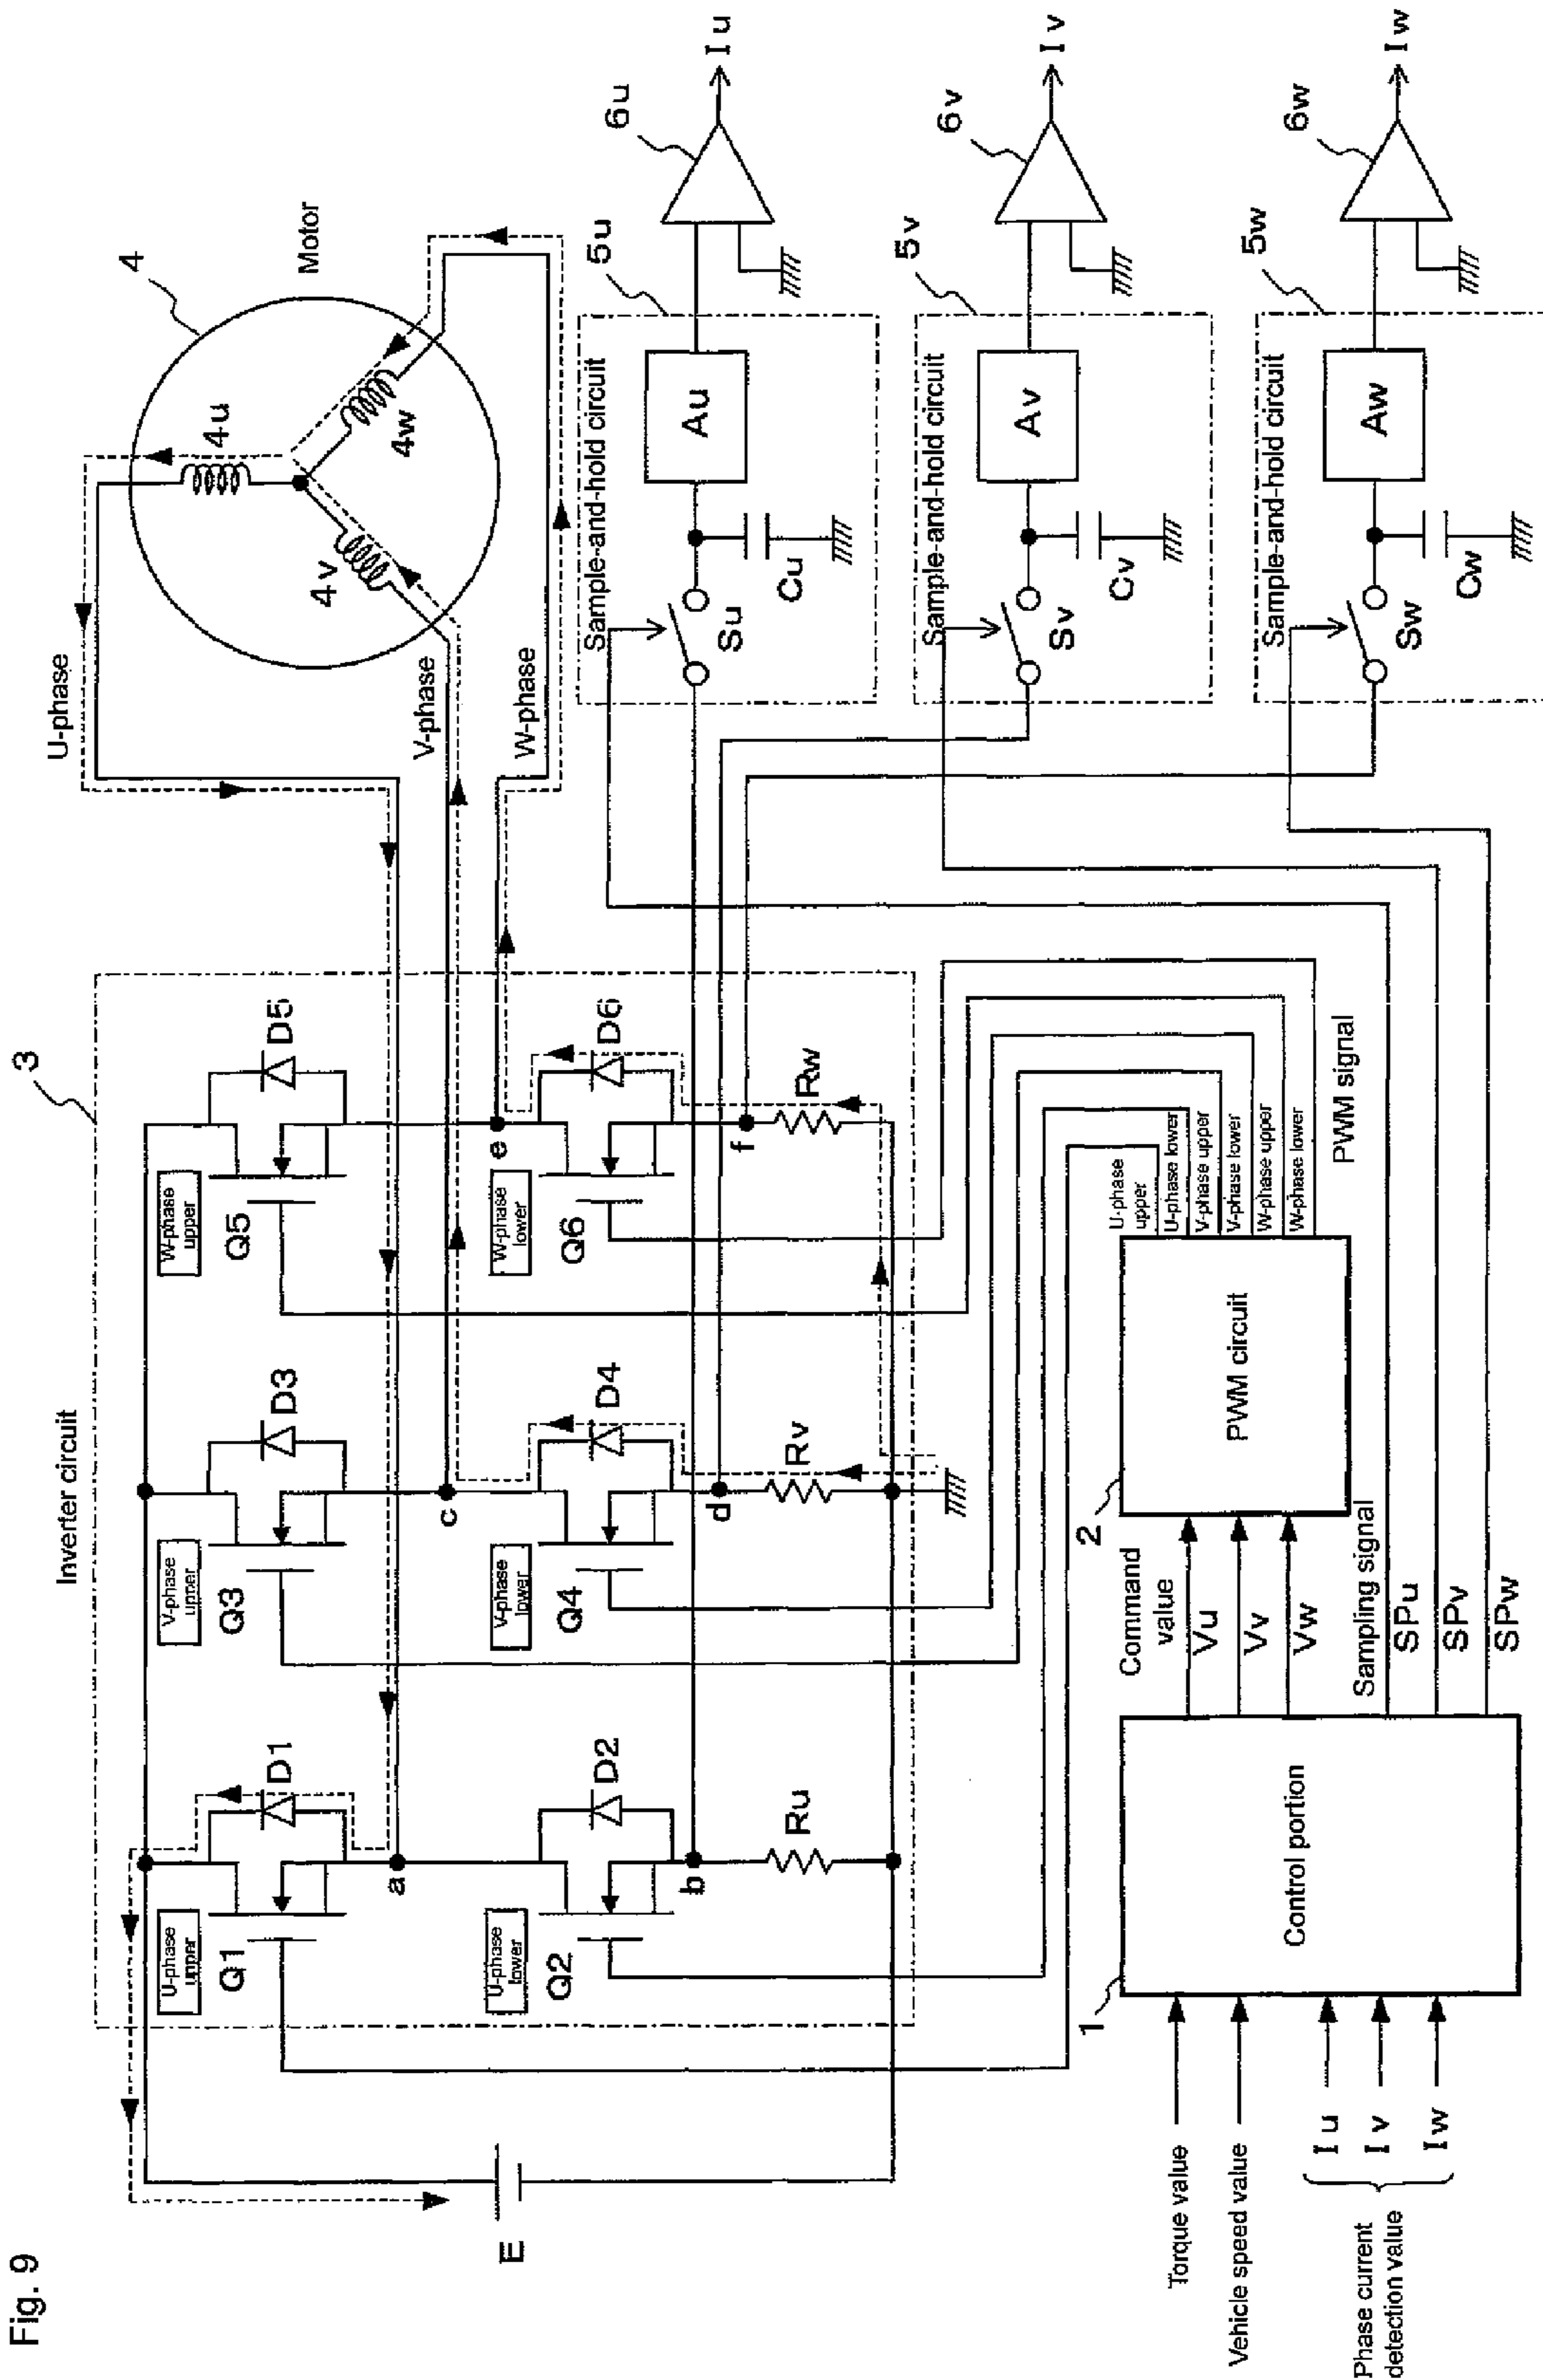 Fig. 9
Inverter circuit
3
U-phase
upper
Q1
D1
V-phase
upper
Q3
D3
W-phase
upper
Q5
D5
a
c
e
U-phase
lower
Q2
D2
V-phase
lower
Q4
D4
W-phase
lower
Q6
D6
b
d
f
Ru
Rv
Rw
E
U-phase
V-phase
W-phase
4
Motor
4u
4v
4w
Sample-and-hold circuit
5u
Su
Cu
Au
6u
Iu
Sample-and-hold circuit
5v
Sv
Cv
Av
6v
Iv
Sample-and-hold circuit
5w
Sw
Cw
Aw
6w
Iw
Torque value
Vehicle speed value
Phase current
detection value
Iu
Iv
Iw
1
Control portion
Command
value
Vu
Vv
Vw
Sampling signal
SPu
SPv
SPw
2
PWM circuit
U-phase
upper
U-phase lower
V-phase upper
V-phase lower
W-phase upper
W-phase lower
PWM signal